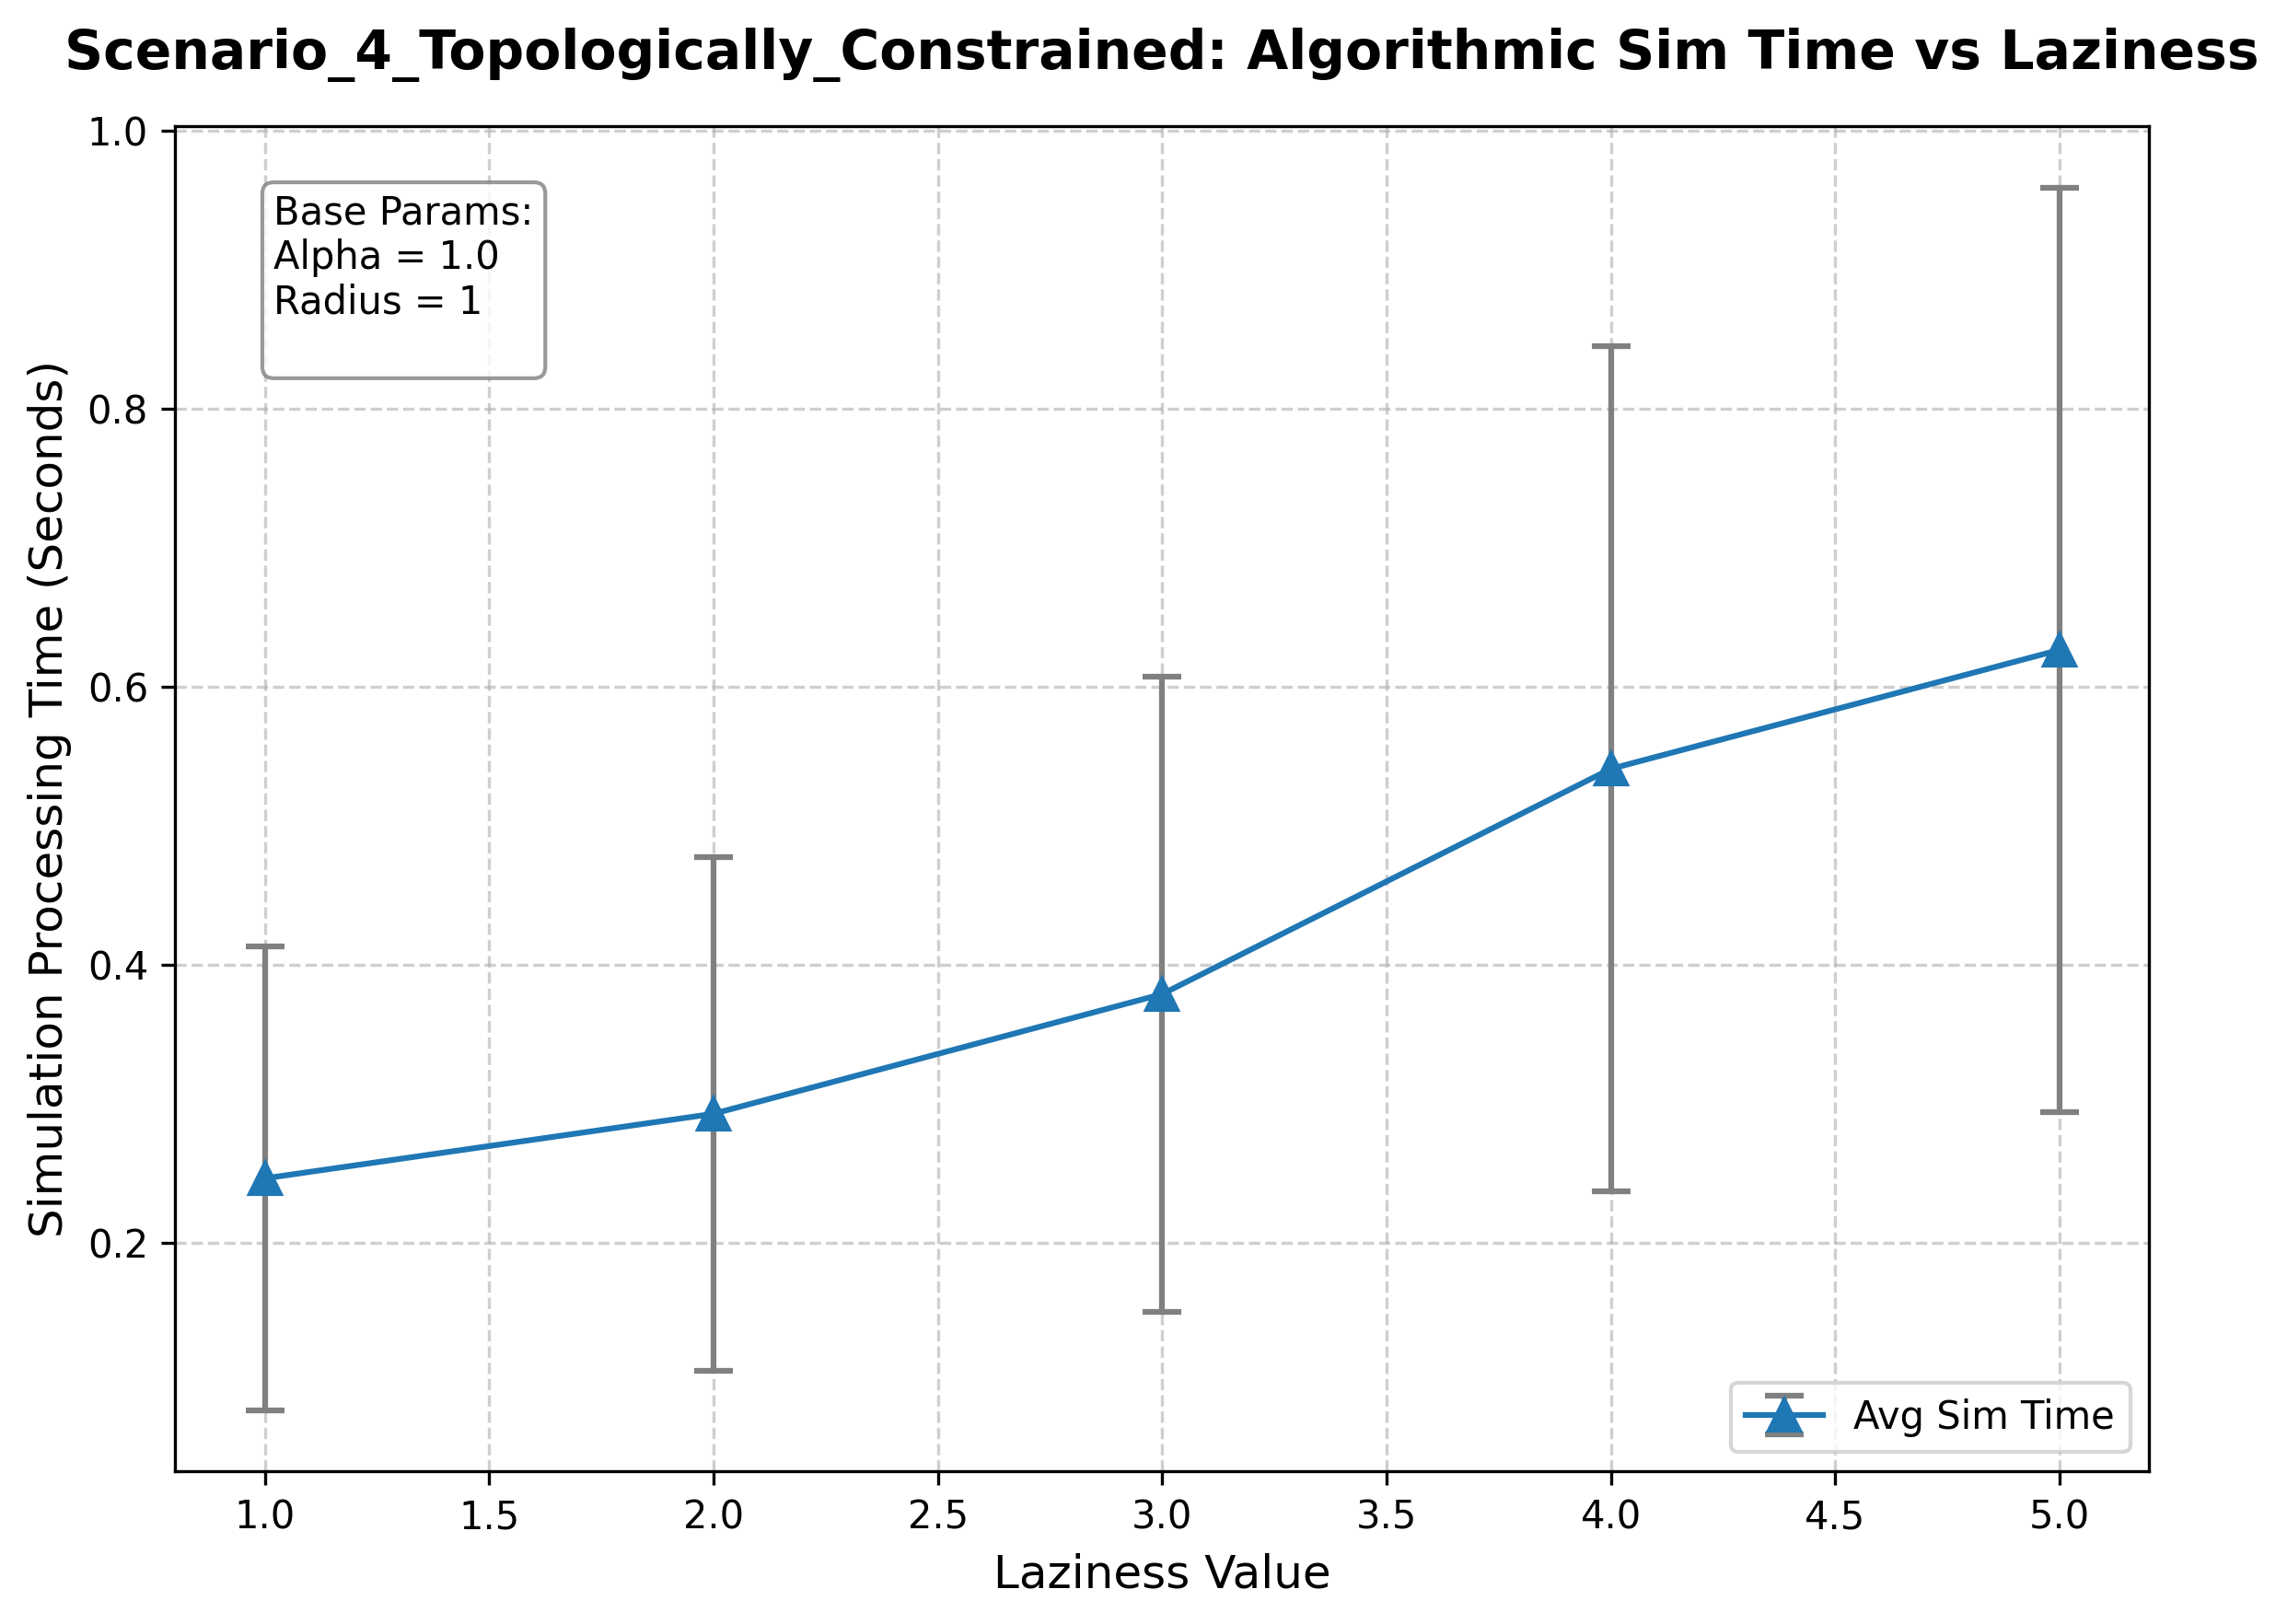 Scenario_4_Topologically_Constrained: Algorithmic Sim Time vs Laziness
1.0
0.8
0.6
0.4
0.2
Simulation Processing Time (Seconds)
Base Params:
Alpha = 1.0
Radius = 1
Avg Sim Time
1.0 1.5 2.0 2.5 3.0 3.5 4.0 4.5 5.0
Laziness Value